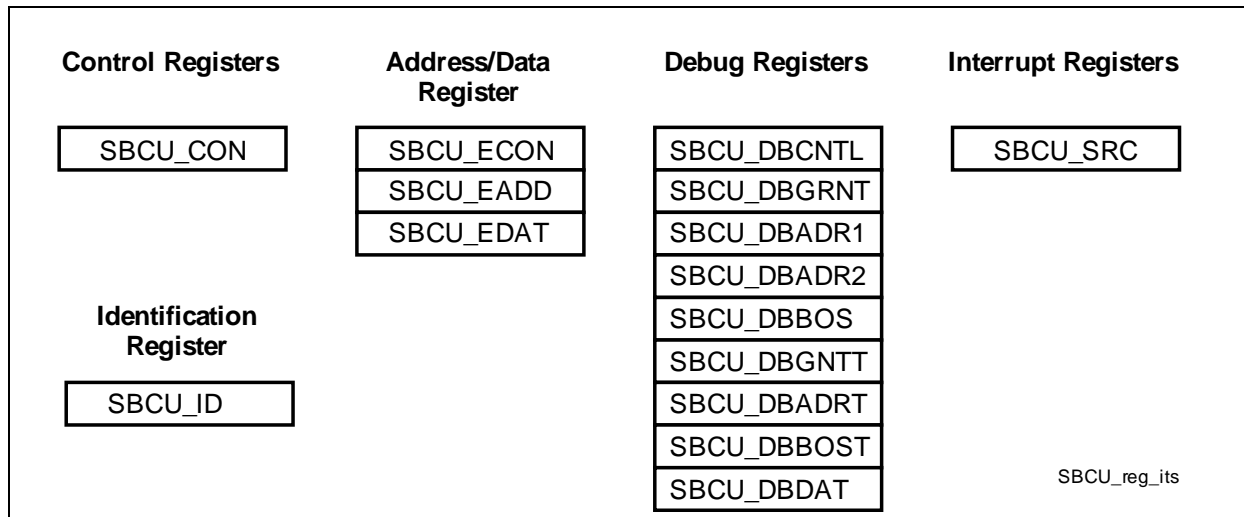 Control Registers
SBCU_CON
Identification
Register
SBCU_ID
Address/Data
Register
SBCU_ECON
SBCU_EADD
SBCU_EDAT
Debug Registers
SBCU_DBCNTL
SBCU_DBGRNT
SBCU_DBADR1
SBCU_DBADR2
SBCU_DBBOS
SBCU_DBGNTT
SBCU_DBADRT
SBCU_DBBOST
SBCU_DBDAT
Interrupt Registers
SBCU_SRC
SBCU_reg_its